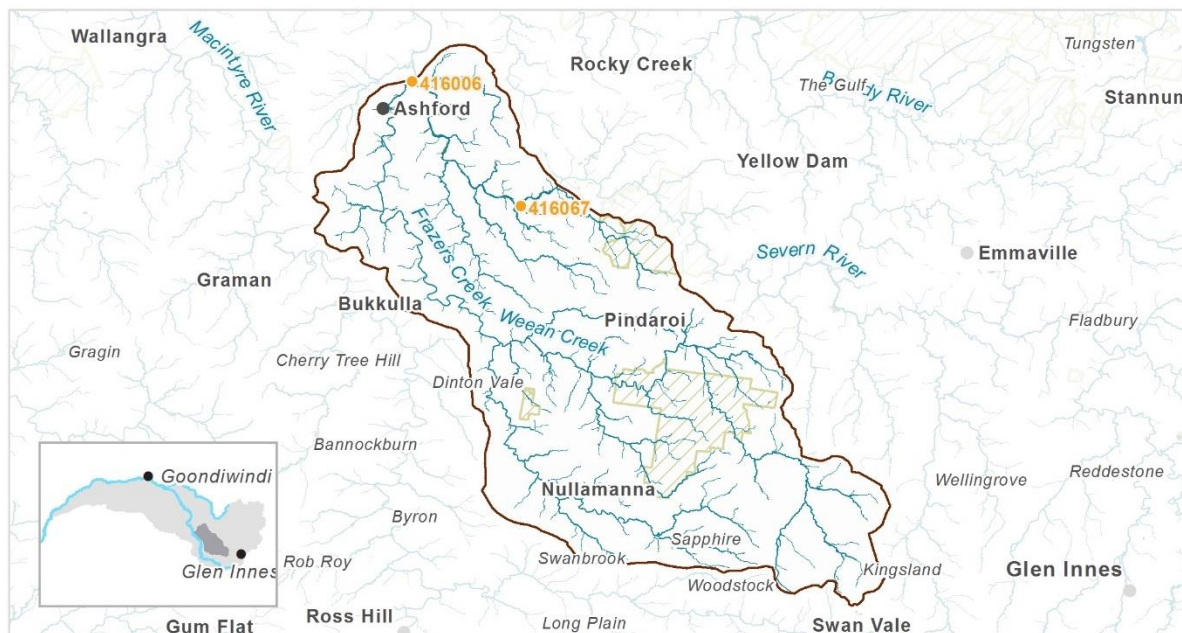 Wallangra
Macintyre River
Tungsten
Rocky Creek
The Gulf
416006
Stannum
Ashford
Yellow Dam
416067
Frazers Creek
Severn River
Emmaville
Graman
Bukkulla
Weean Creek
Pindaroi
Fladbury
Gragin
Cherry Tree Hill
Dinton Vale
Bannockburn
Goondiwindi
Nullamanna
Wellingrove
Reddestone
Byron
Sapphire
Glen Innes
Rob Roy
Swanbrook
Woodstock
Kingsland
Glen Innes
Ross Hill
Long Plain
Swan Vale
Gum Flat